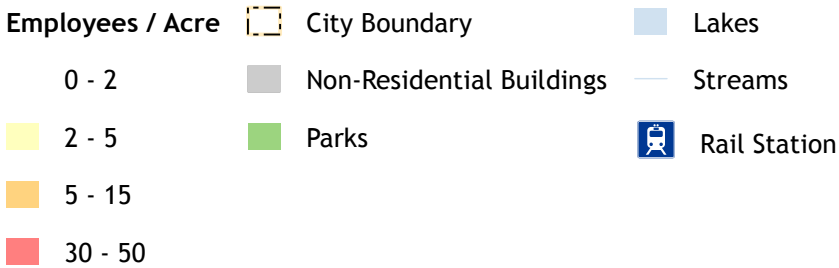 Employees / Acre
0 - 2
2 - 5
5 - 15
30 - 50
City Boundary
Non-Residential Buildings
Parks
Lakes
Streams
Rail Station